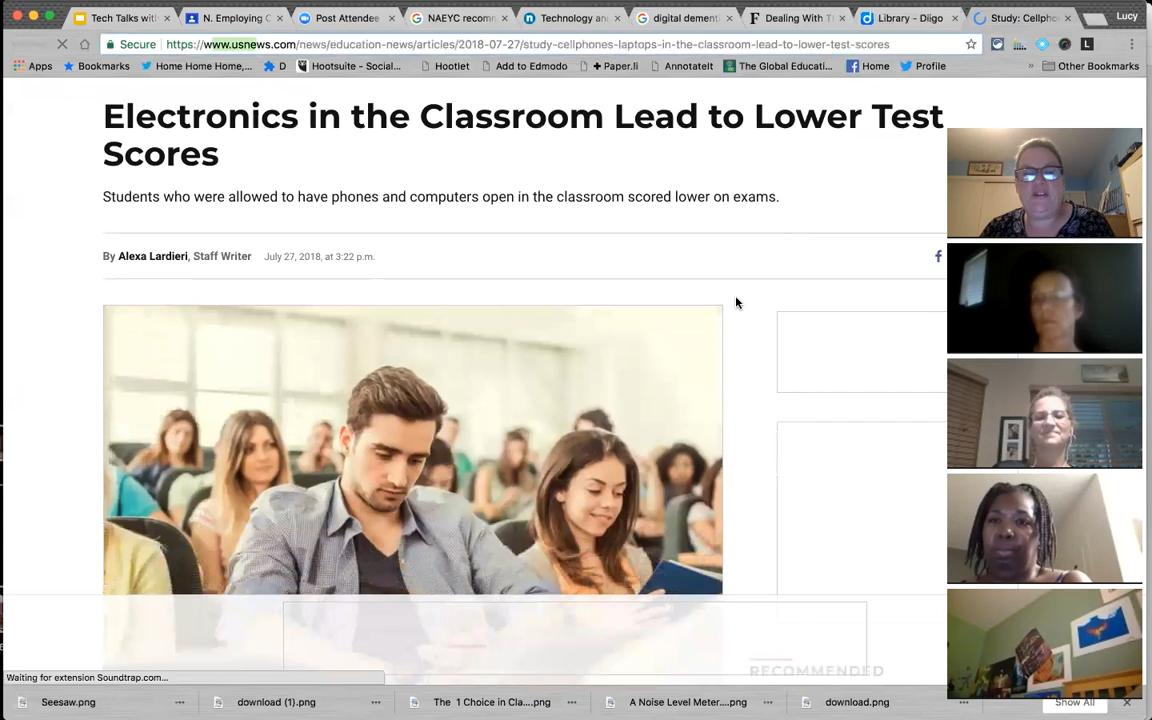 Tech Talks wit
N. Employing C
Post Attendee
NAEYC recom
Technology an
digital dement
Dealing With T
Library - Diigo
Study: Cellph
Lucy
Secure
https://www.usnews.com/news/education-news/articles/2018-07-27/study-cellphones-laptops-in-the-classroom-lead-to-lower-test-scores
Apps
Bookmarks
Home Home Home,...
D
Hootsuite - Social...
Hootlet
Add to Edmodo
+ Paper.li
AnnotateIt
The Global Educati...
Home
Profile
»
Other Bookmarks
Electronics in the Classroom Lead to Lower Test
Scores
Students who were allowed to have phones and computers open in the classroom scored lower on exams.
By Alexa Lardieri, Staff Writer July 27, 2018, at 3:22 p.m.
RECOMMENDED
Waiting for extension Soundtrap.com...
Seesaw.png
download (1).png
The 1 Choice in Cla....png
A Noise Level Meter....png
download.png
Show All